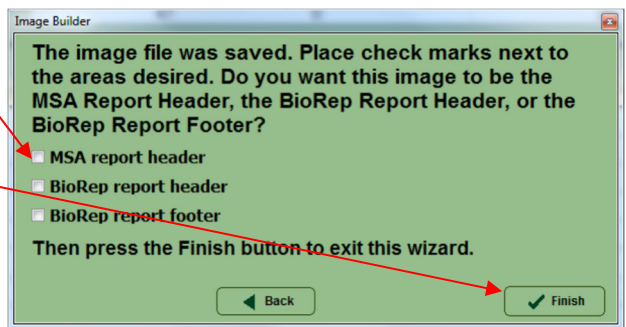 Image Builder
The image file was saved. Place check marks next to
the areas desired. Do you want this image to be the
MSA Report Header, the BioRep Report Header, or the
BioRep Report Footer?
MSA report header
BioRep report header
BioRep report footer
Then press the Finish button to exit this wizard.
Back
Finish